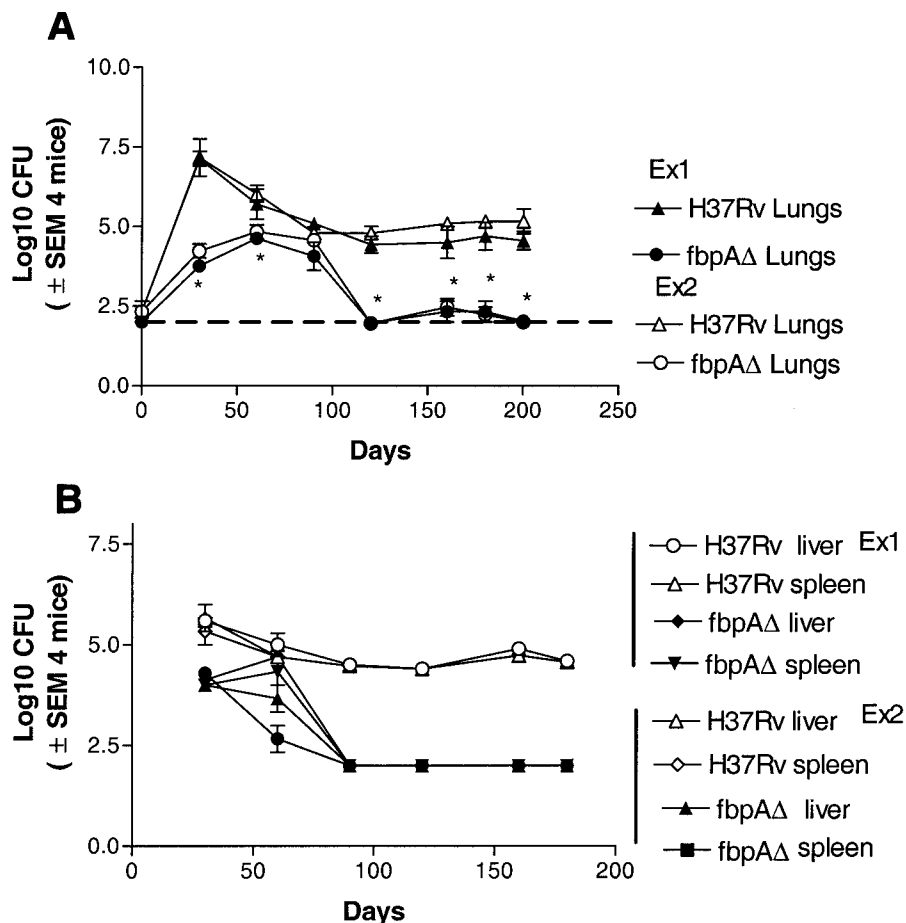 A
Log10 CFU
( ± SEM 4 mice)
10.0
7.5
5.0
2.5
0.0
*
*
*
*
*
*
0
50
100
150
200
250
Days
Ex1
H37Rv Lungs
fbpAΔ Lungs
Ex2
H37Rv Lungs
fbpAΔ Lungs
B
Log10 CFU
( ± SEM 4 mice)
7.5
5.0
2.5
0.0
0
50
100
150
200
Days
H37Rv liver Ex1
H37Rv spleen
fbpAΔ liver
fbpAΔ spleen
H37Rv liver Ex2
H37Rv spleen
fbpAΔ liver
fbpAΔ spleen